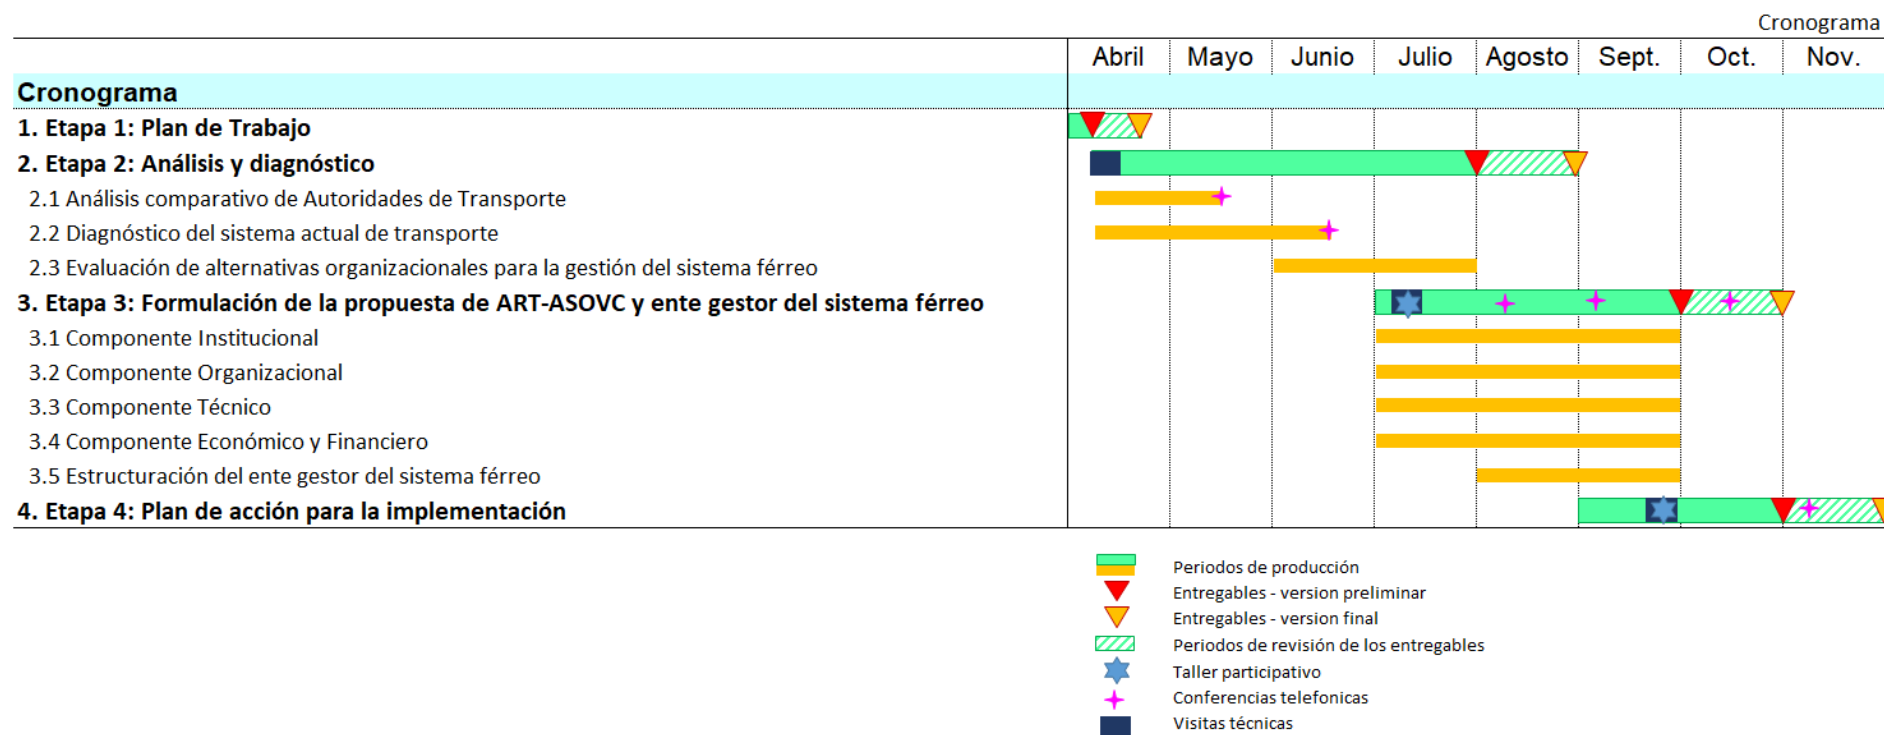 Cronograma
Abril Mayo Junio Julio Agosto Sept. Oct. Nov.
Cronograma
1. Etapa 1: Plan de Trabajo
2. Etapa 2: Análisis y diagnóstico
2.1 Análisis comparativo de Autoridades de Transporte
2.2 Diagnóstico del sistema actual de transporte
2.3 Evaluación de alternativas organizacionales para la gestión del sistema férreo
3. Etapa 3: Formulación de la propuesta de ART-ASOVC y ente gestor del sistema férreo
3.1 Componente Institucional
3.2 Componente Organizacional
3.3 Componente Técnico
3.4 Componente Económico y Financiero
3.5 Estructuración del ente gestor del sistema férreo
4. Etapa 4: Plan de acción para la implementación
Periodos de producción
Entregables - version preliminar
Entregables - version final
Periodos de revisión de los entregables
Taller participativo
Conferencias telefonicas
Visitas técnicas